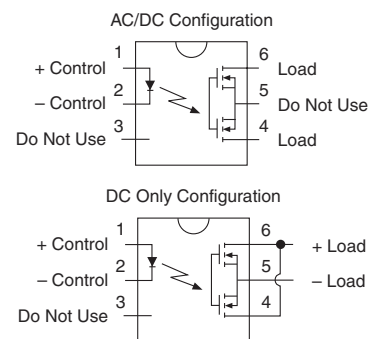 AC/DC Configuration
1
+ Control
2
– Control
3
Do Not Use
6
Load
5
Do Not Use
4
Load
DC Only Configuration
1
+ Control
2
– Control
3
Do Not Use
6
+ Load
5
– Load
4